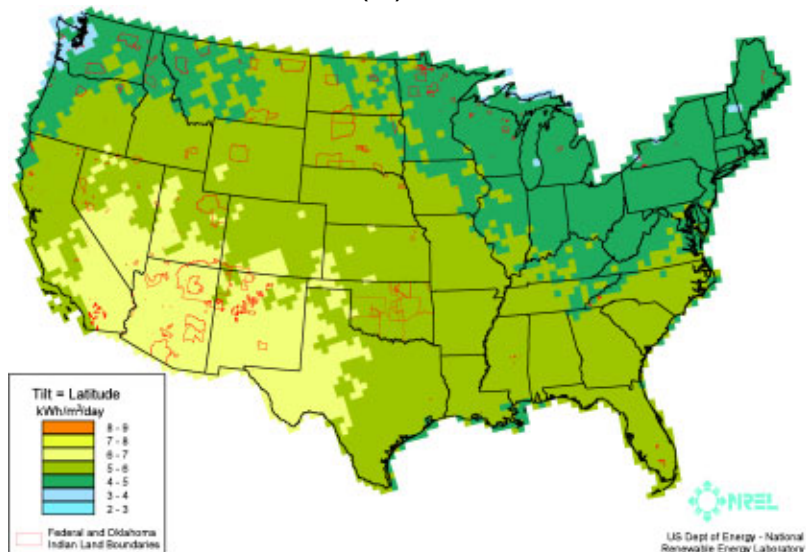 Tilt = Latitude
kWh/m²/day
8 - 9
7 - 8
6 - 7
5 - 6
4 - 5
3 - 4
2 - 3
Federal and Oklahoma
Indian Land Boundaries
NREL
US Dept of Energy - National
Renewable Energy Laboratory